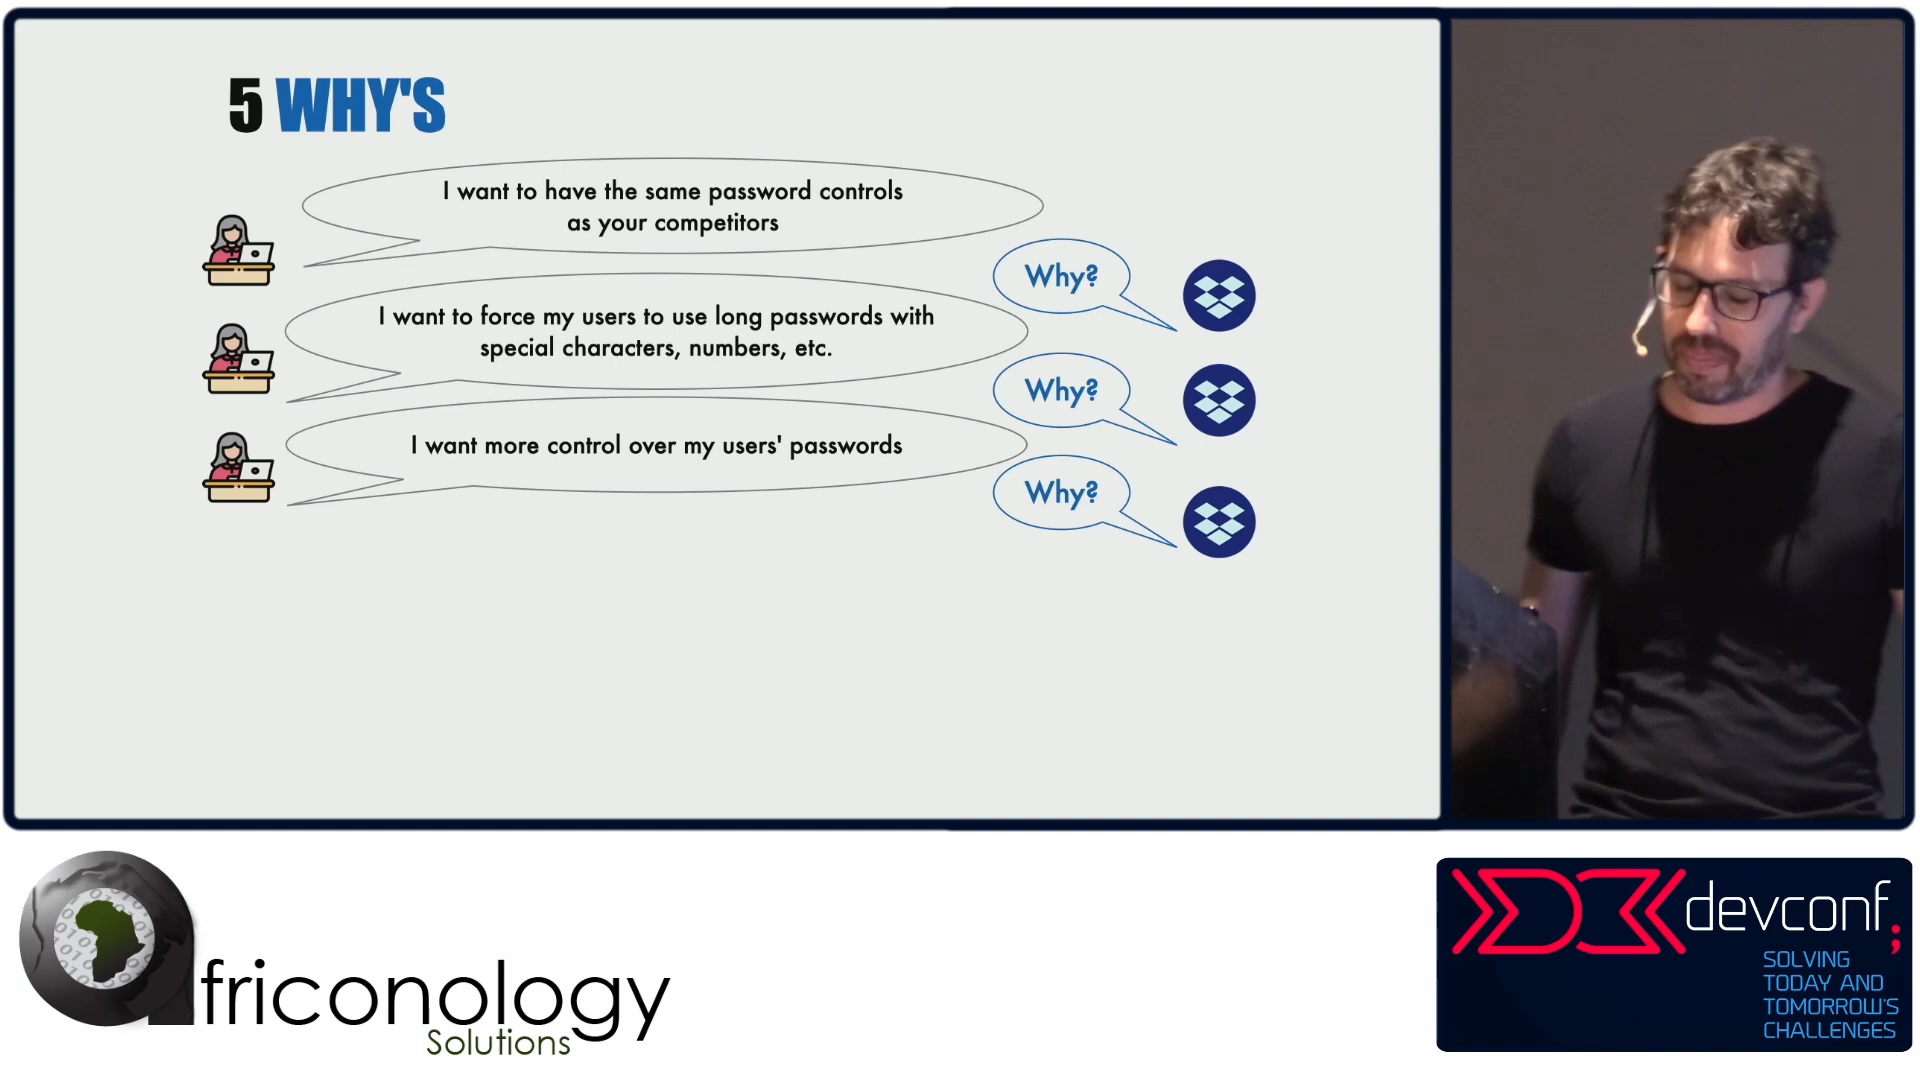 5 WHY'S
I want to have the same password controls
as your competitors
Why?
I want to force my users to use long passwords with
special characters, numbers, etc.
Why?
I want more control over my users' passwords
Why?
africonology
Solutions
devconf;
SOLVING
TODAY AND
TOMORROW'S
CHALLENGES